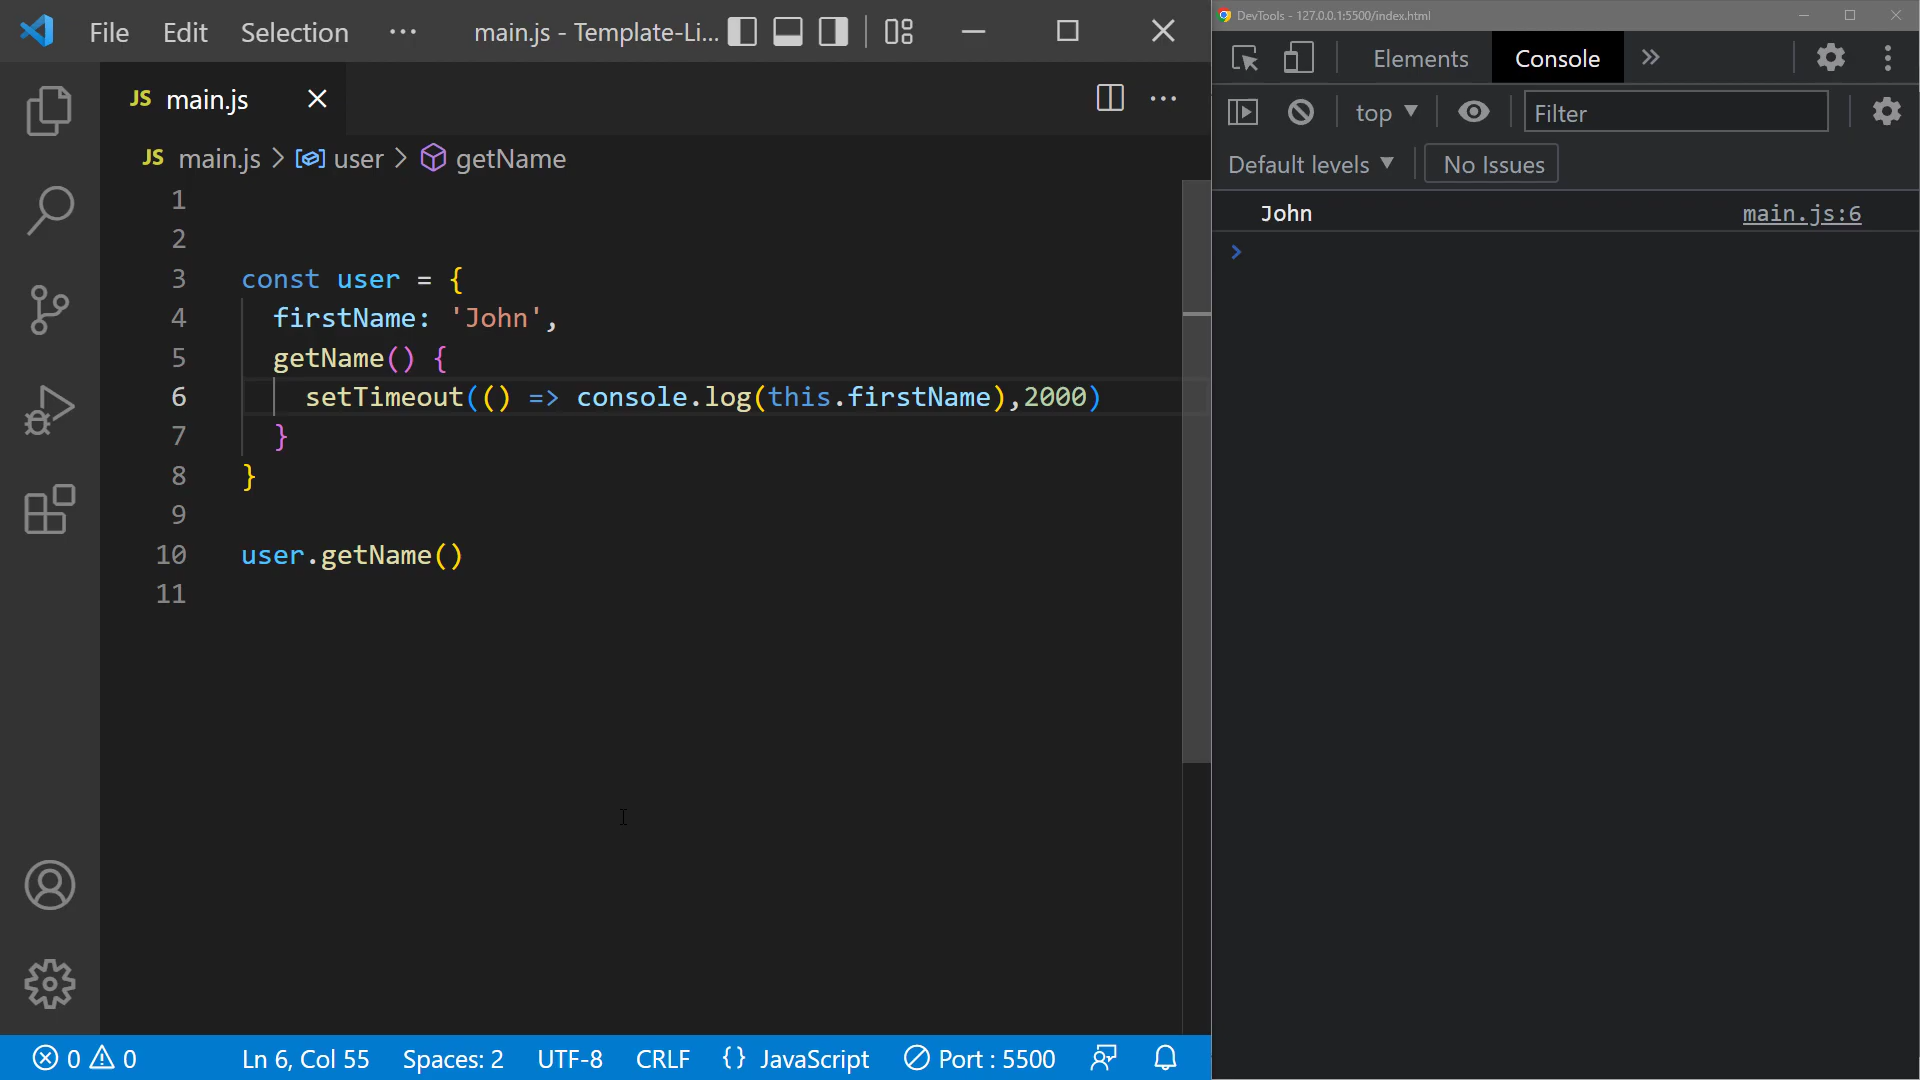 File Edit Selection ··· main.js - Template-Li...
JS main.js
JS main.js > user > getName
1
2
3 const user = {
4 firstName: 'John',
5 getName() {
6 setTimeout(() => console.log(this.firstName),2000)
7 }
8 }
9
10 user.getName()
11
0 0 Ln 6, Col 55 Spaces: 2 UTF-8 CRLF {} JavaScript Port : 5500
DevTools - 127.0.0.1:5500/index.html
Elements Console »
top Filter
Default levels No Issues
John main.js:6
>